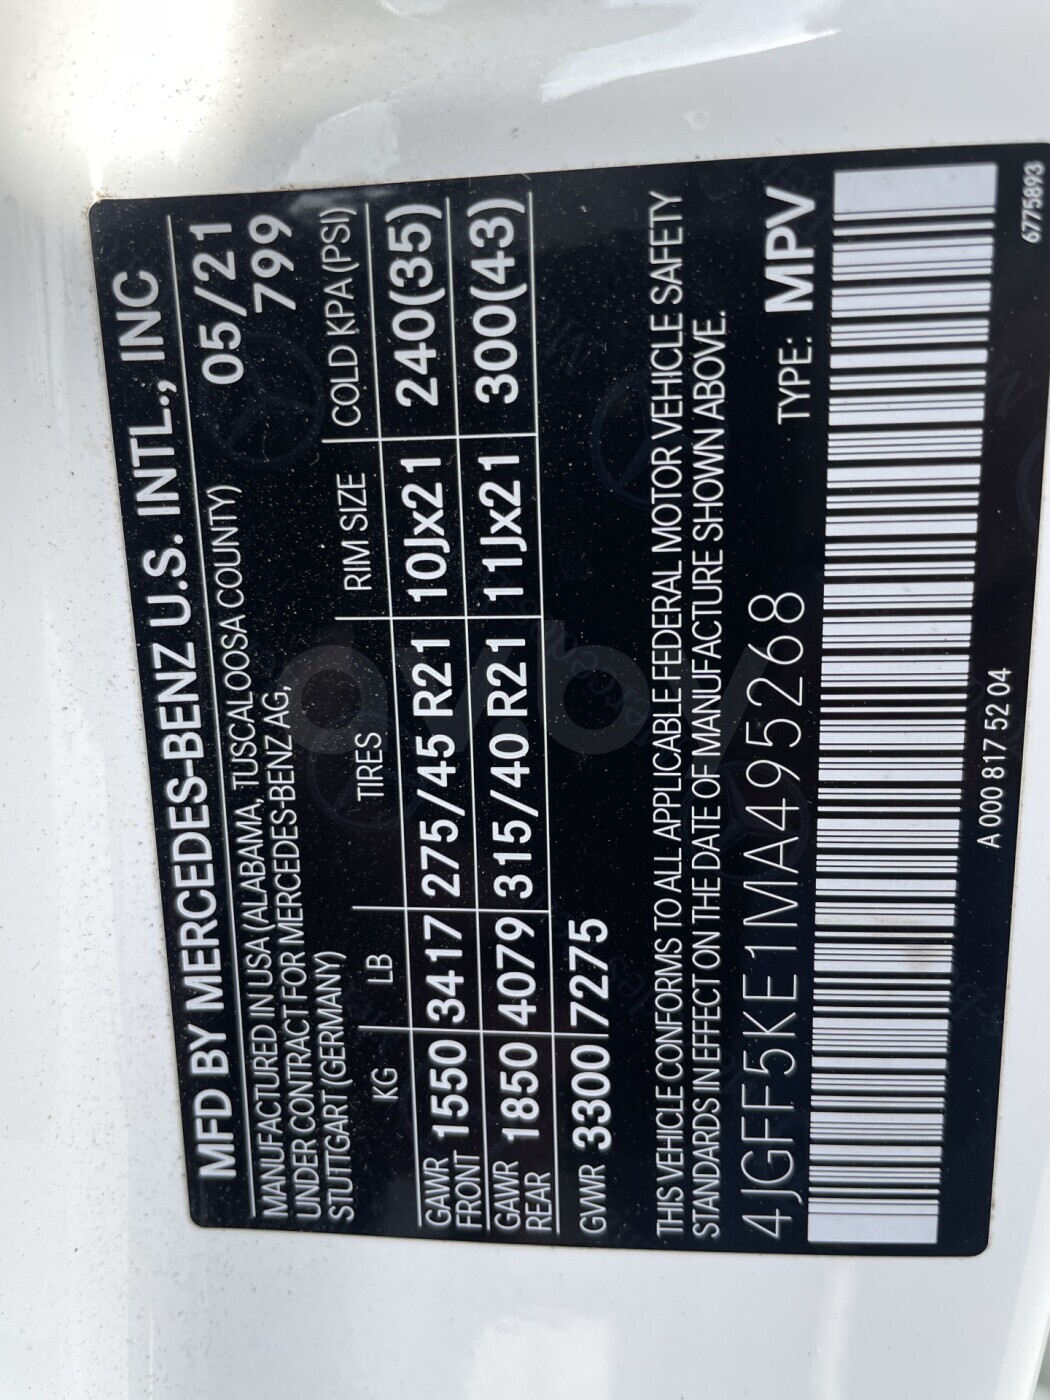 MFD BY MERCEDES-BENZ U.S. INTL., INC
MANUFACTURED IN USA (ALABAMA, TUSCALOOSA COUNTY) 05/21
UNDER CONTRACT FOR MERCEDES-BENZ AG, 799
STUTTGART (GERMANY)
KG LB TIRES RIM SIZE COLD KPA (PSI)
GAWR FRONT 1550 3417 275/45 R21 10Jx21 240(35)
GAWR REAR 1850 4079 315/40 R21 11Jx21 300(43)
GVWR 3300 7275
THIS VEHICLE CONFORMS TO ALL APPLICABLE FEDERAL MOTOR VEHICLE SAFETY
STANDARDS IN EFFECT ON THE DATE OF MANUFACTURE SHOWN ABOVE.
4JGFF5KE1MA495268 TYPE: MPV
A 000 817 52 04
6775893